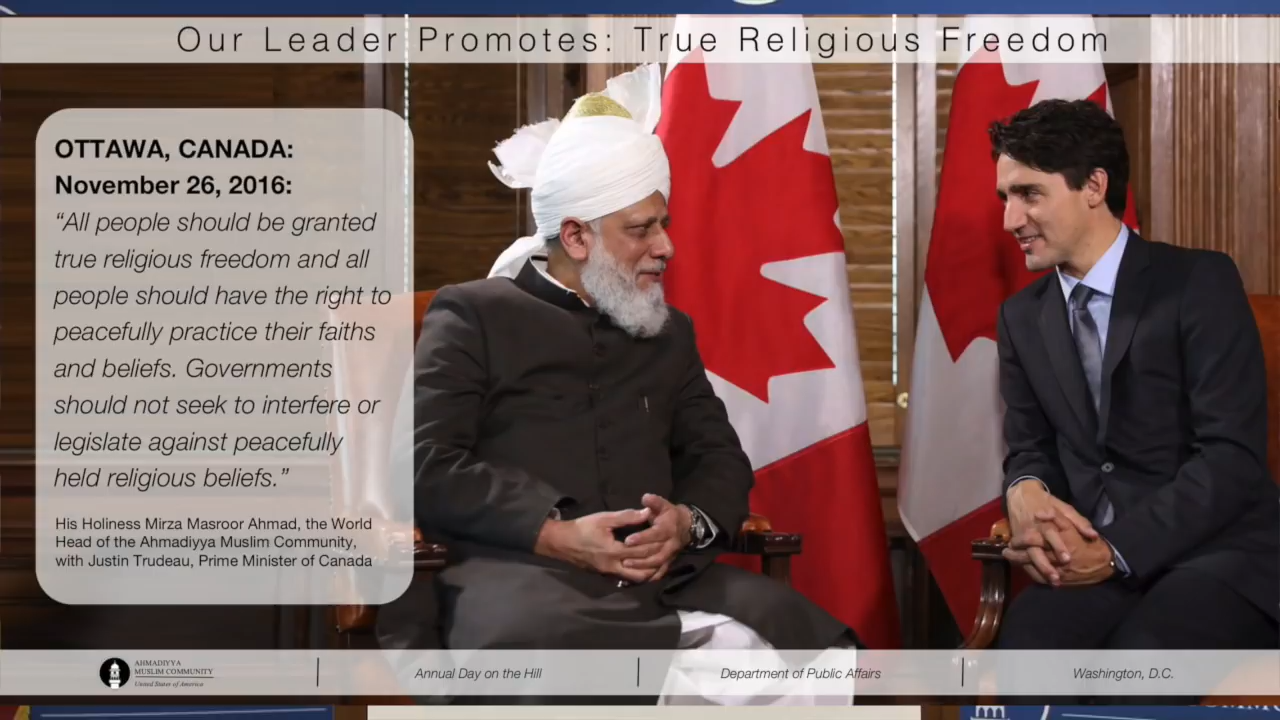 Our Leader Promotes: True Religious Freedom
OTTAWA, CANADA:
November 26, 2016:
“All people should be granted
true religious freedom and all
people should have the right to
peacefully practice their faiths
and beliefs. Governments
should not seek to interfere or
legislate against peacefully
held religious beliefs.”
His Holiness Mirza Masroor Ahmad, the World
Head of the Ahmadiyya Muslim Community,
with Justin Trudeau, Prime Minister of Canada
AHMADIYYA
MUSLIM COMMUNITY
United States of America
Annual Day on the Hill
Department of Public Affairs
Washington, D.C.